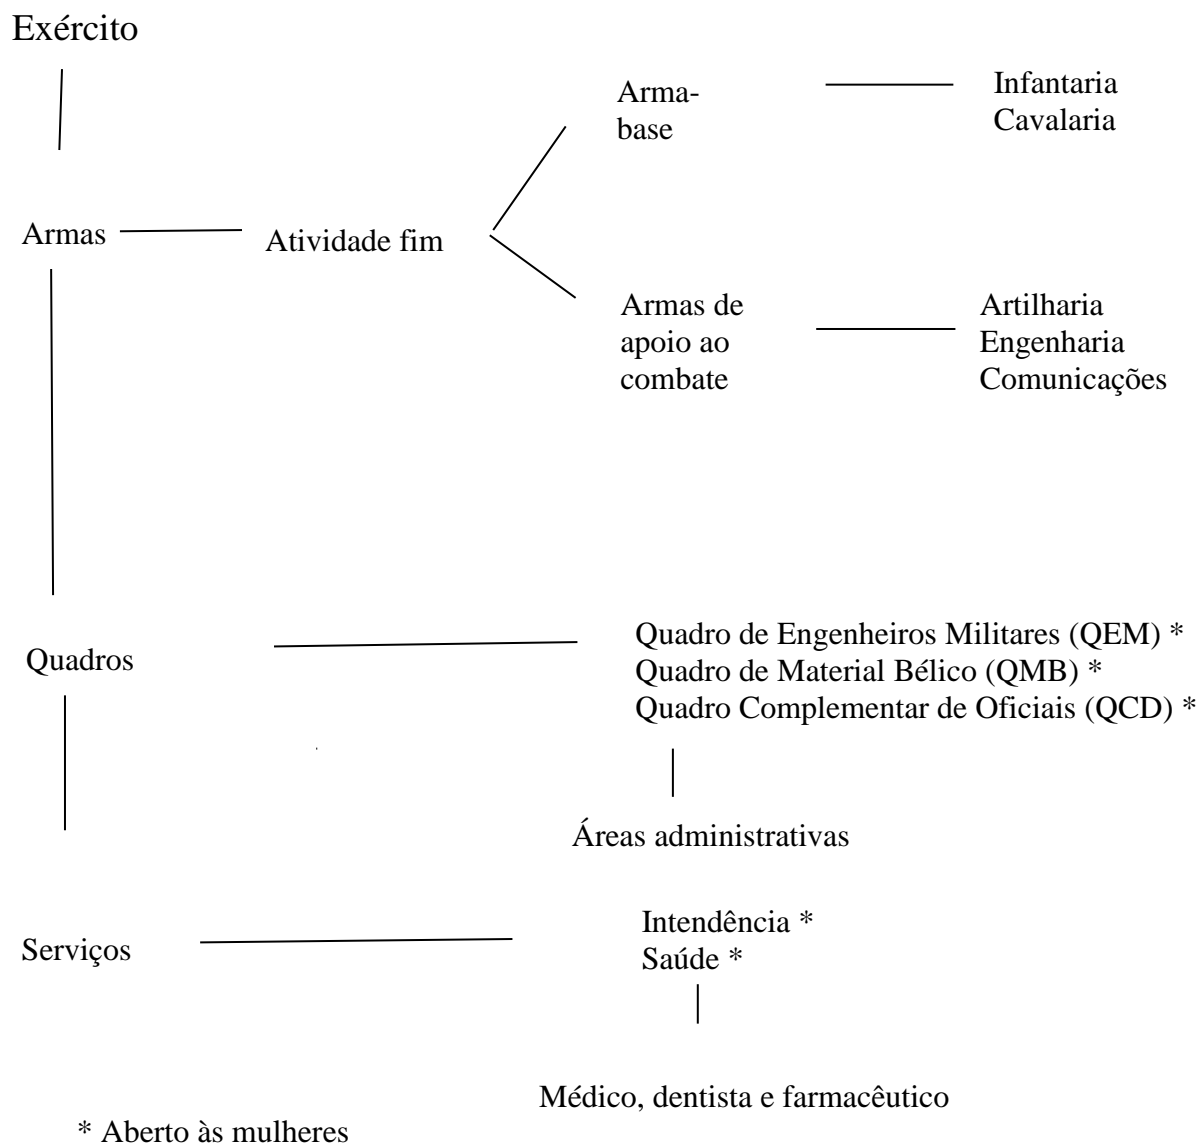 Exército
Arma-
base
Infantaria
Cavalaria
Armas
Atividade fim
Armas de
apoio ao
combate
Artilharia
Engenharia
Comunicações
Quadros
Quadro de Engenheiros Militares (QEM) *
Quadro de Material Bélico (QMB) *
Quadro Complementar de Oficiais (QCD) *
Áreas administrativas
Serviços
Intendência *
Saúde *
Médico, dentista e farmacêutico
* Aberto às mulheres